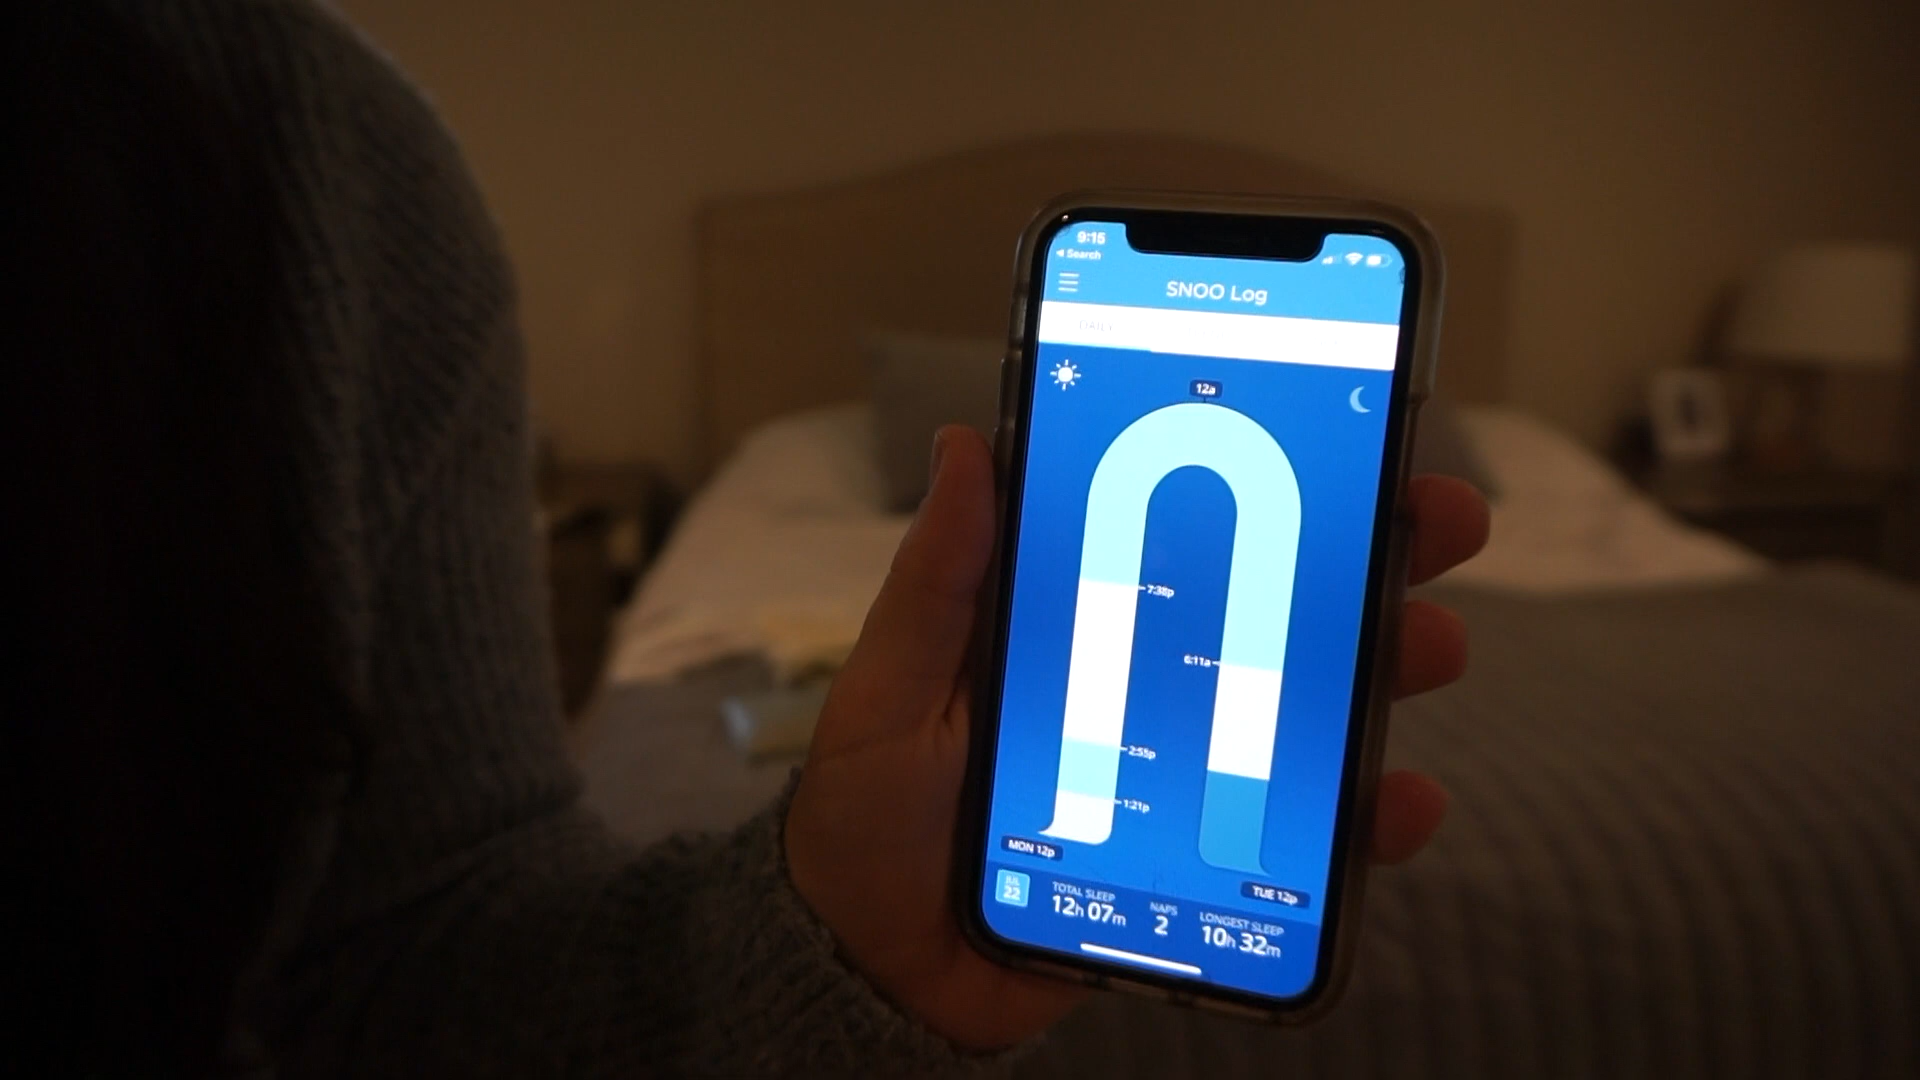 9:15
Search
SNOO Log
DAILY
12a
7:38p
6:11a
2:55p
1:21p
MON 12p
TUE 12p
JUL
22
TOTAL SLEEP
12h 07m
NAPS
2
LONGEST SLEEP
10h 32m